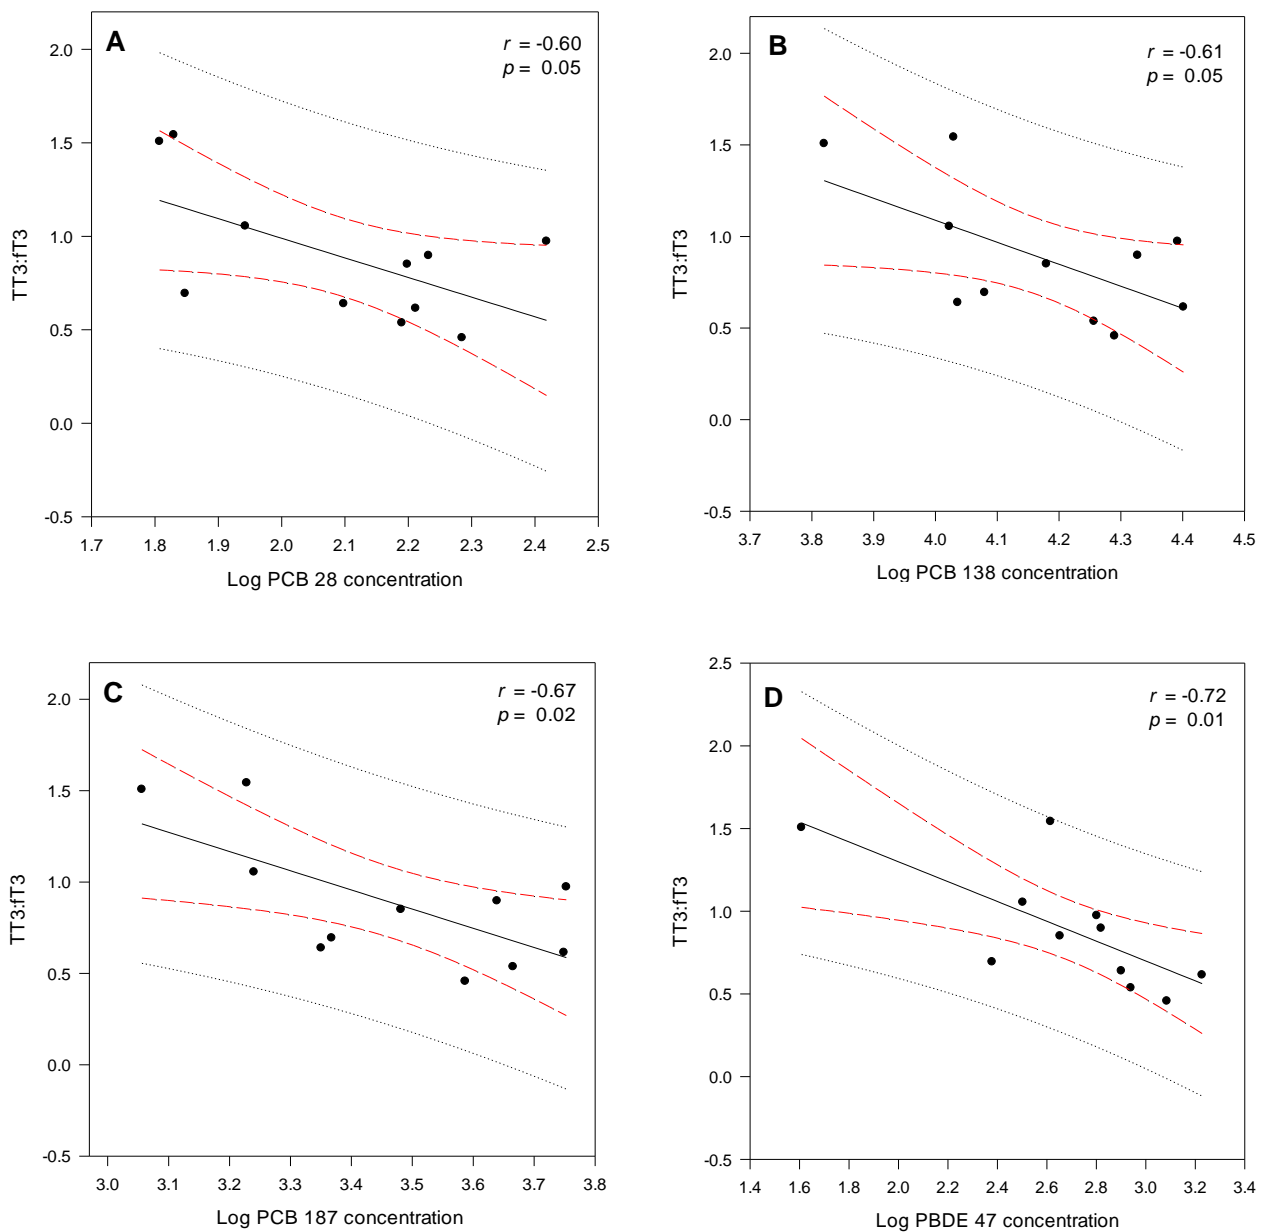 A
r = -0.60
p = 0.05
2.0
1.5
1.0
0.5
0.0
-0.5
TT3:fT3
1.7 1.8 1.9 2.0 2.1 2.2 2.3 2.4 2.5
Log PCB 28 concentration
B
r = -0.61
p = 0.05
2.0
1.5
1.0
0.5
0.0
-0.5
TT3:fT3
3.7 3.8 3.9 4.0 4.1 4.2 4.3 4.4 4.5
Log PCB 138 concentration
C
r = -0.67
p = 0.02
2.0
1.5
1.0
0.5
0.0
-0.5
TT3:fT3
3.0 3.1 3.2 3.3 3.4 3.5 3.6 3.7 3.8
Log PCB 187 concentration
D
r = -0.72
p = 0.01
2.5
2.0
1.5
1.0
0.5
0.0
-0.5
TT3:fT3
1.4 1.6 1.8 2.0 2.2 2.4 2.6 2.8 3.0 3.2 3.4
Log PBDE 47 concentration